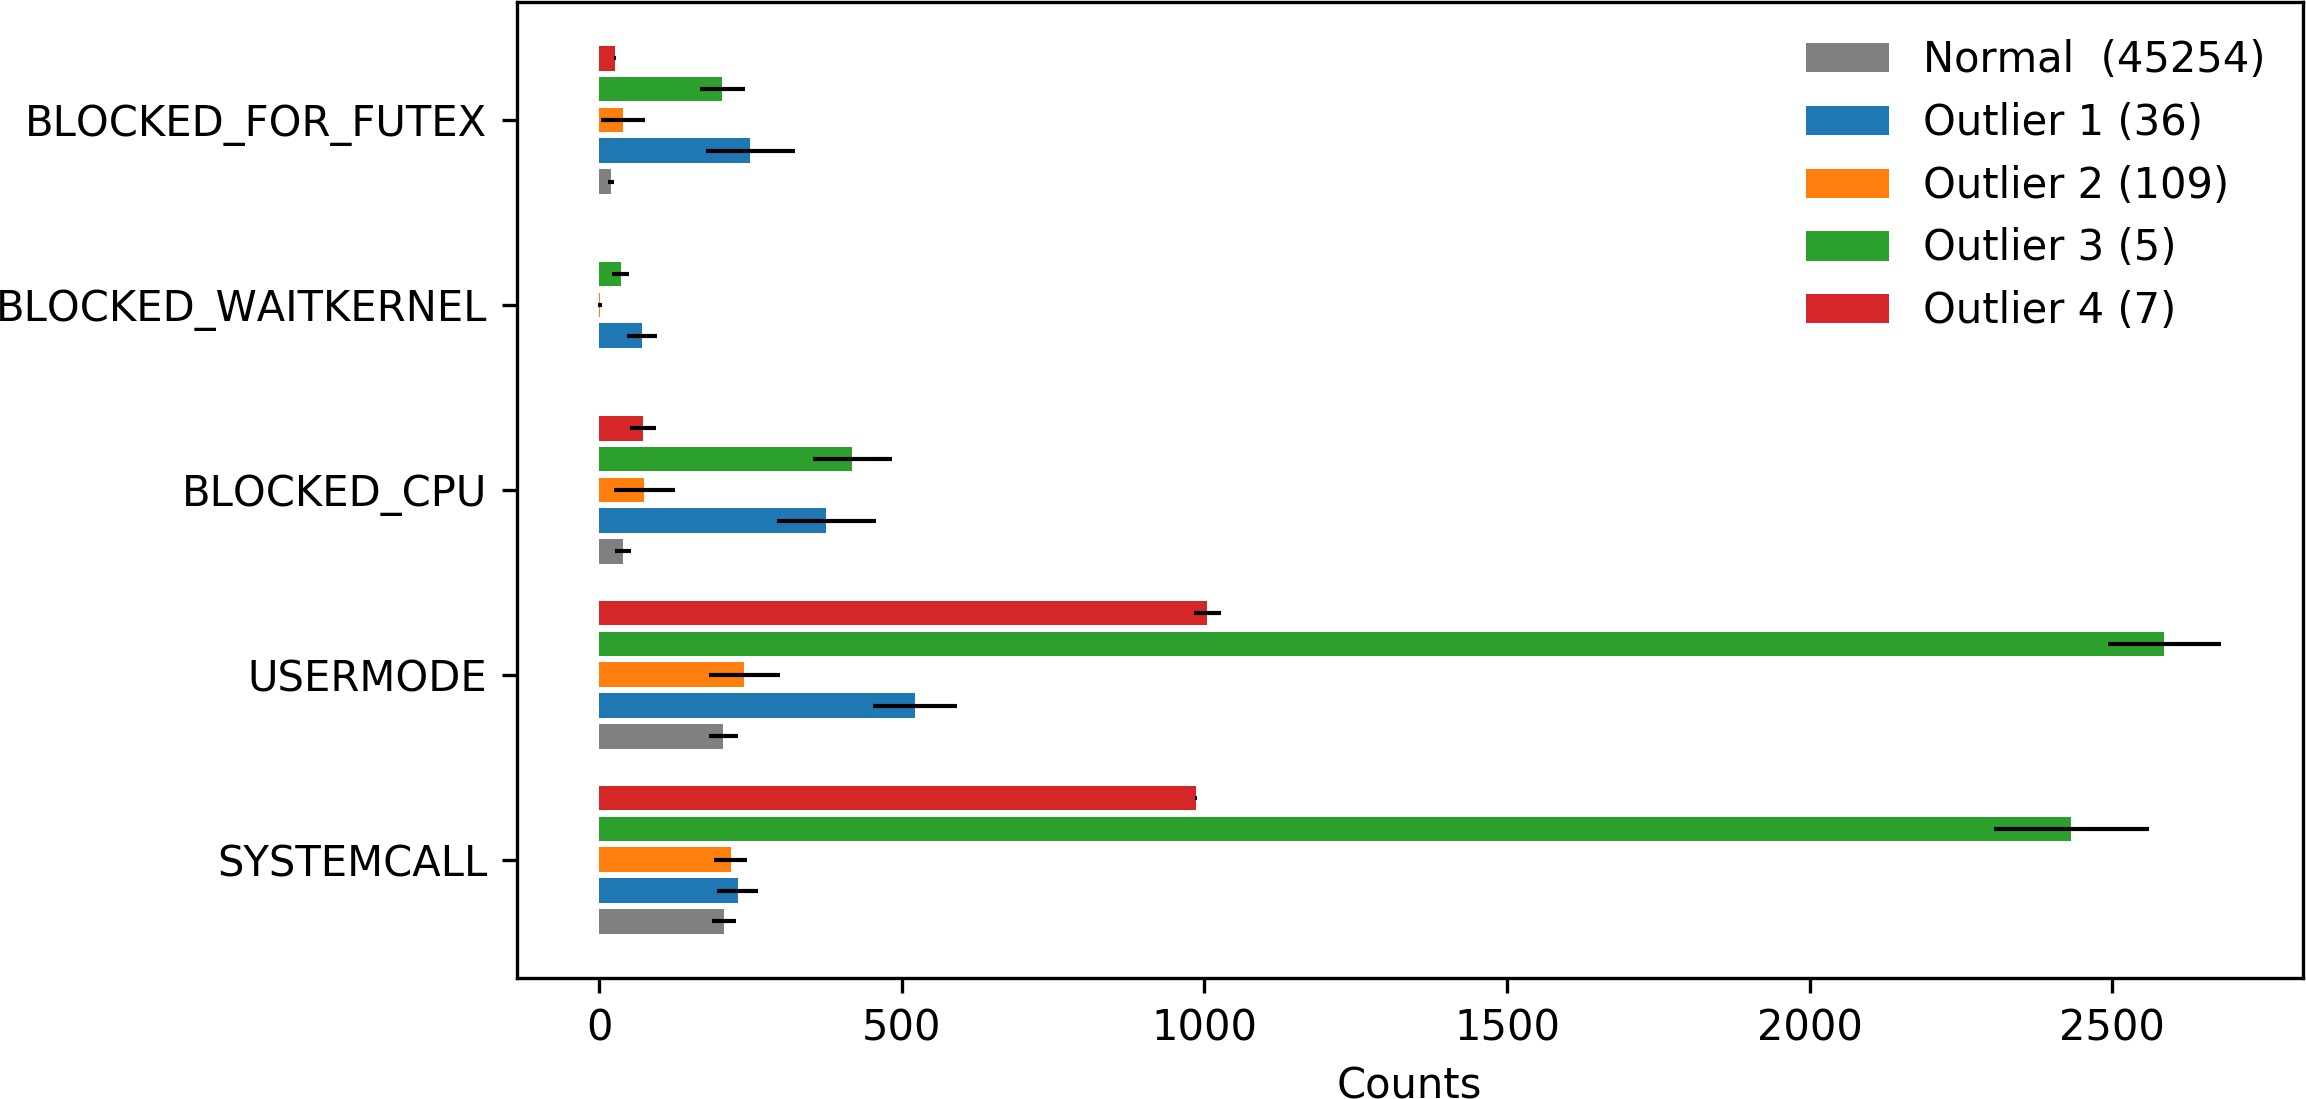 BLOCKED_FOR_FUTEX
BLOCKED_WAITKERNEL
BLOCKED_CPU
USERMODE
SYSTEMCALL
Normal  (45254)
Outlier 1 (36)
Outlier 2 (109)
Outlier 3 (5)
Outlier 4 (7)
0 500 1000 1500 2000 2500
Counts